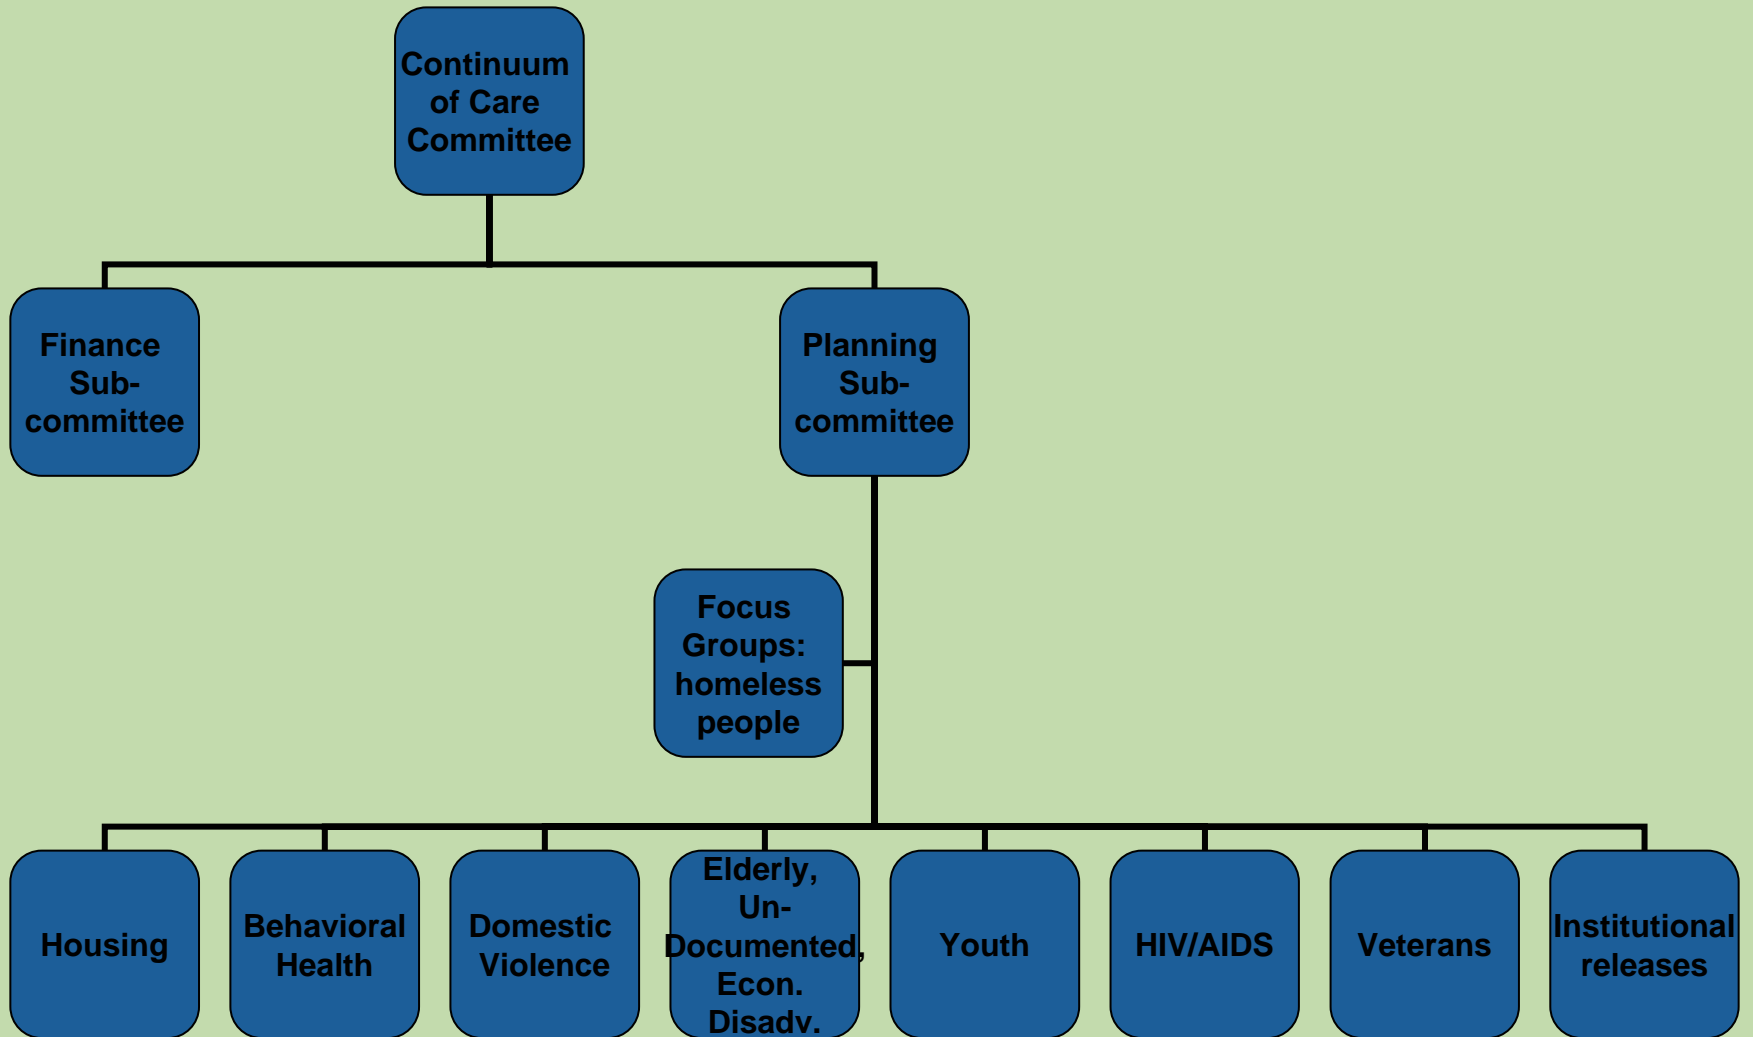 Continuum
of Care
Committee
Finance
Sub-
committee
Planning
Sub-
committee
Focus
Groups:
homeless
people
Housing
Behavioral
Health
Domestic
Violence
Elderly,
Un-
Documented,
Econ.
Disadv.
Youth
HIV/AIDS
Veterans
Institutional
releases